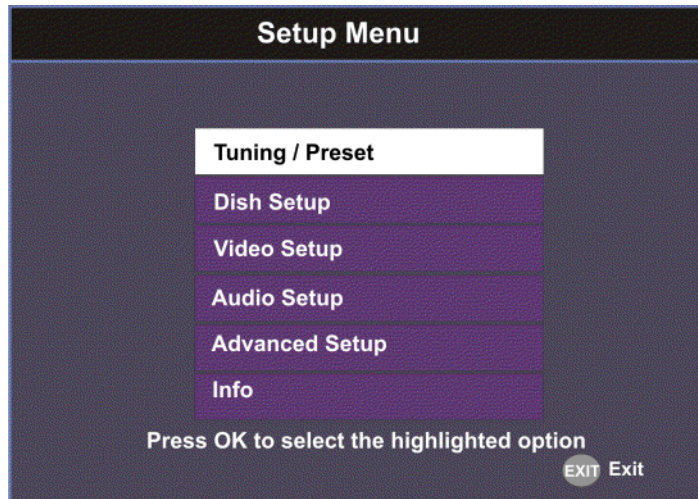 Setup Menu
Tuning / Preset
Dish Setup
Video Setup
Audio Setup
Advanced Setup
Info
Press OK to select the highlighted option
EXIT Exit